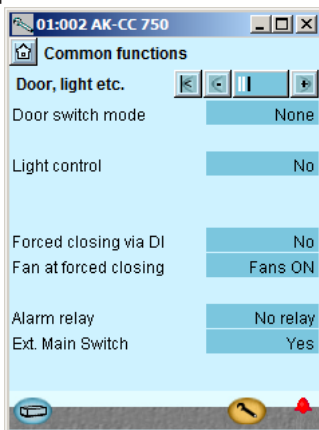 01:002 AK-CC 750
Common functions
Door, light etc.
Door switch mode None
Light control No
Forced closing via DI No
Fan at forced closing Fans ON
Alarm relay No relay
Ext. Main Switch Yes